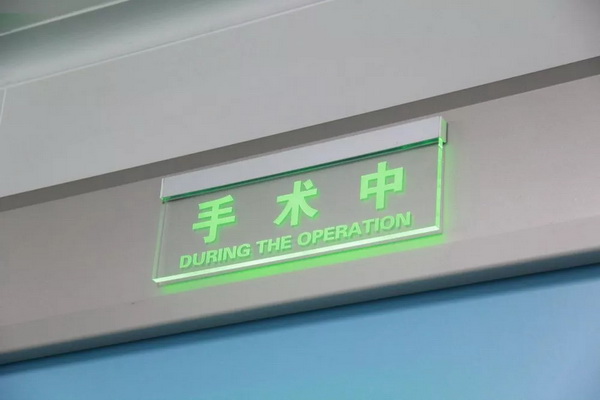 手术中
DURING THE OPERATION